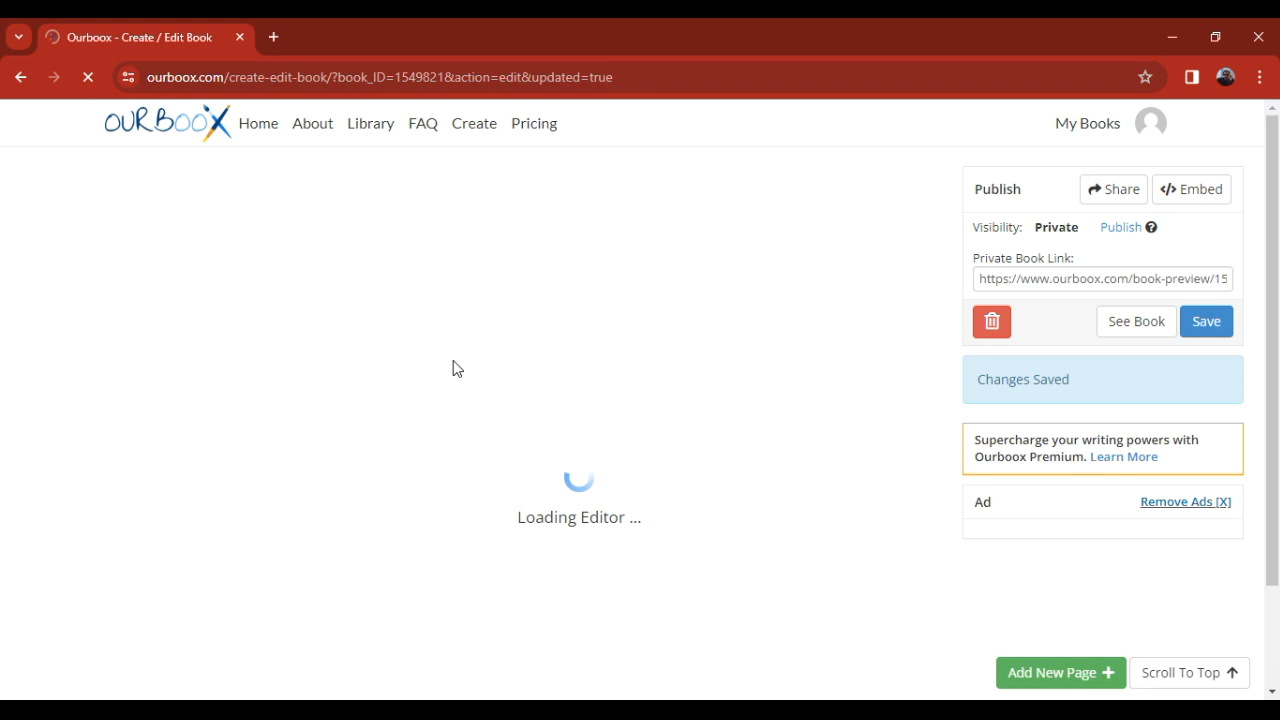 Ourboox - Create / Edit Book
ourboox.com/create-edit-book/?book_ID=1549821&action=edit&updated=true
OURBOOX Home About Library FAQ Create Pricing My Books
Publish Share </> Embed
Visibility: Private Publish ?
Private Book Link:
https://www.ourboox.com/book-preview/15
See Book Save
Changes Saved
Supercharge your writing powers with
Ourboox Premium. Learn More
Ad Remove Ads [X]
Loading Editor ...
Add New Page + Scroll To Top ↑